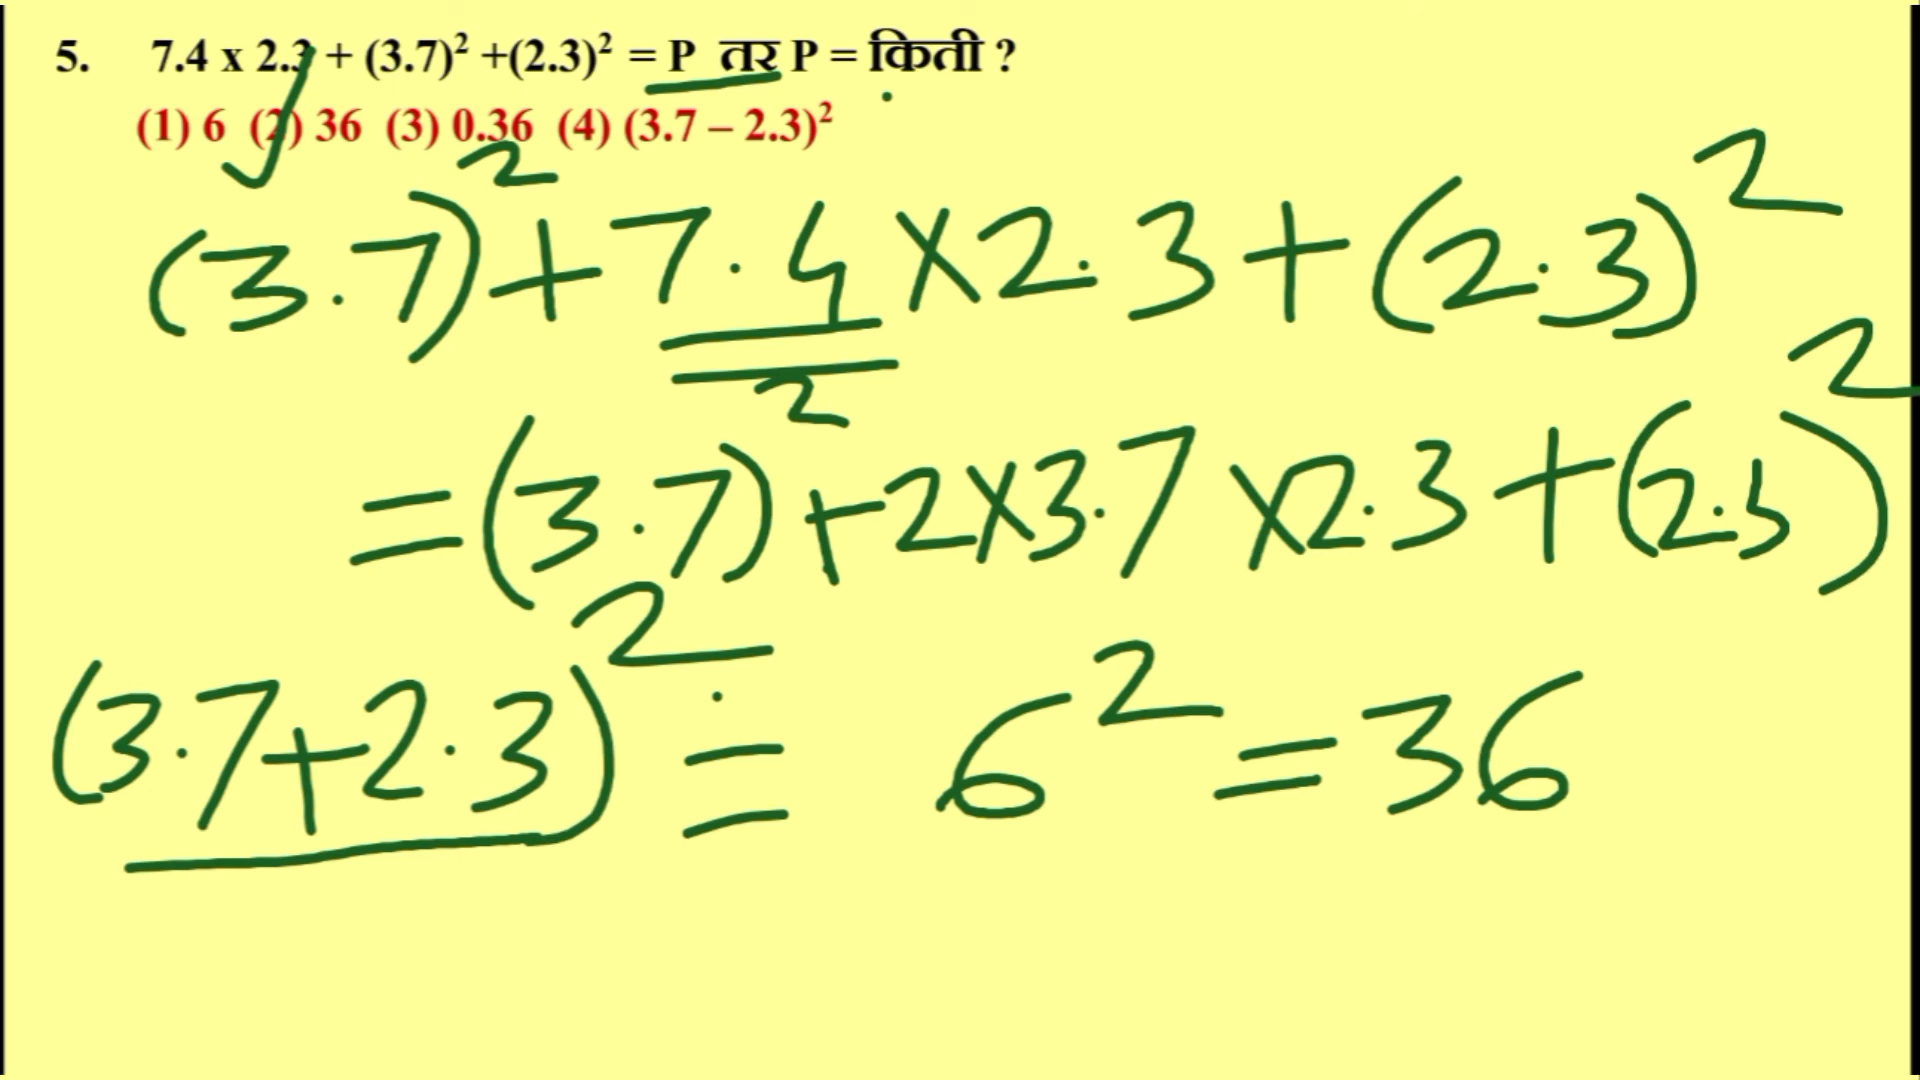 5. 7.4 x 2.3 + (3.7)² +(2.3)² = P तर P = किती ?
(1) 6 (2) 36 (3) 0.36 (4) (3.7 – 2.3)²
(3.7)² + 7.4 × 2.3 + (2.3)²
= (3.7)² + 2 × 3.7 × 2.3 + (2.3)²
(3.7 + 2.3)² = 6² = 36